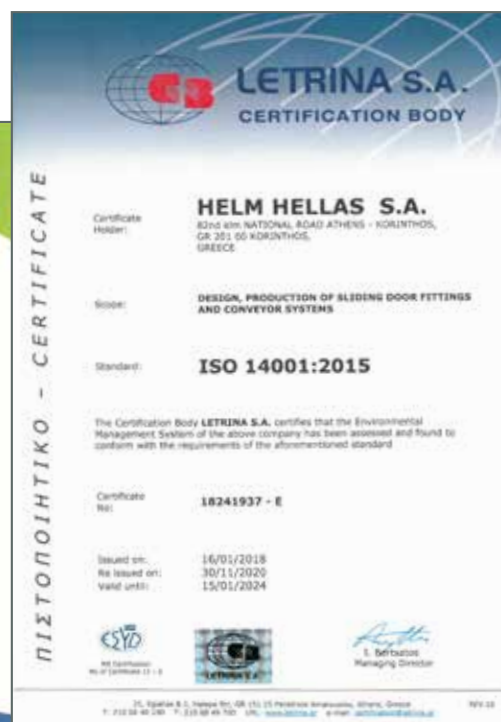 LETRINA S.A.
CERTIFICATION BODY
ΠΙΣΤΟΠΟΙΗΤΙΚΟ - CERTIFICATE
Certificate
Holder:
HELM HELLAS S.A.
82nd klm NATIONAL ROAD ATHENS - KORINTHOS,
GR 201 00 KORINTHOS,
GREECE
Scope:
DESIGN, PRODUCTION OF SLIDING DOOR FITTINGS
AND CONVEYOR SYSTEMS
Standard:
ISO 14001:2015
The Certification Body LETRINA S.A. certifies that the Environmental
Management System of the above company has been assessed and found to
conform with the requirements of the aforementioned standard
Certificate
No:
18241937 - E
Issued on:
16/01/2018
Re issued on:
30/11/2020
Valid until:
15/01/2024
ΕΣΥΔ
LETRINA S.A.
Managing Director